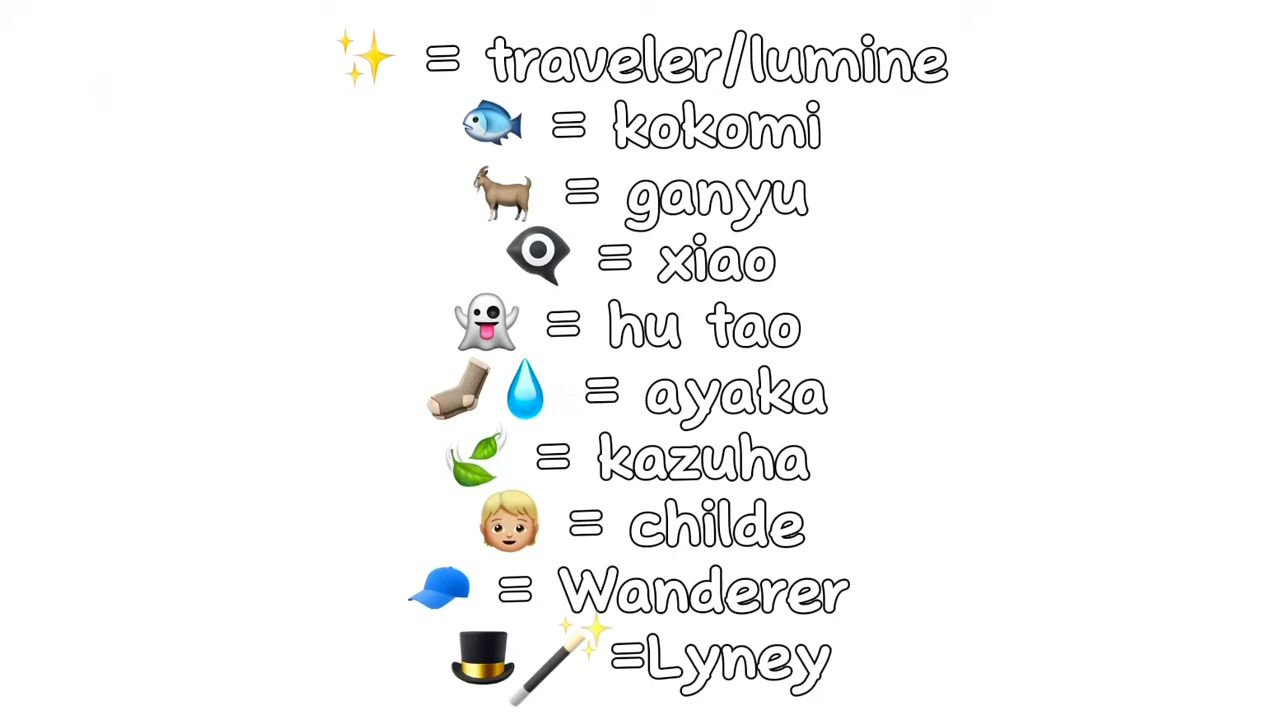 ✨ = traveler/lumine
🐟 = kokomi
🐐 = ganyu
👁️‍🗨️ = xiao
👻 = hu tao
🧦💧 = ayaka
🍃 = kazuha
🧒🏼 = childe
🧢 = Wanderer
🎩🪄=Lyney